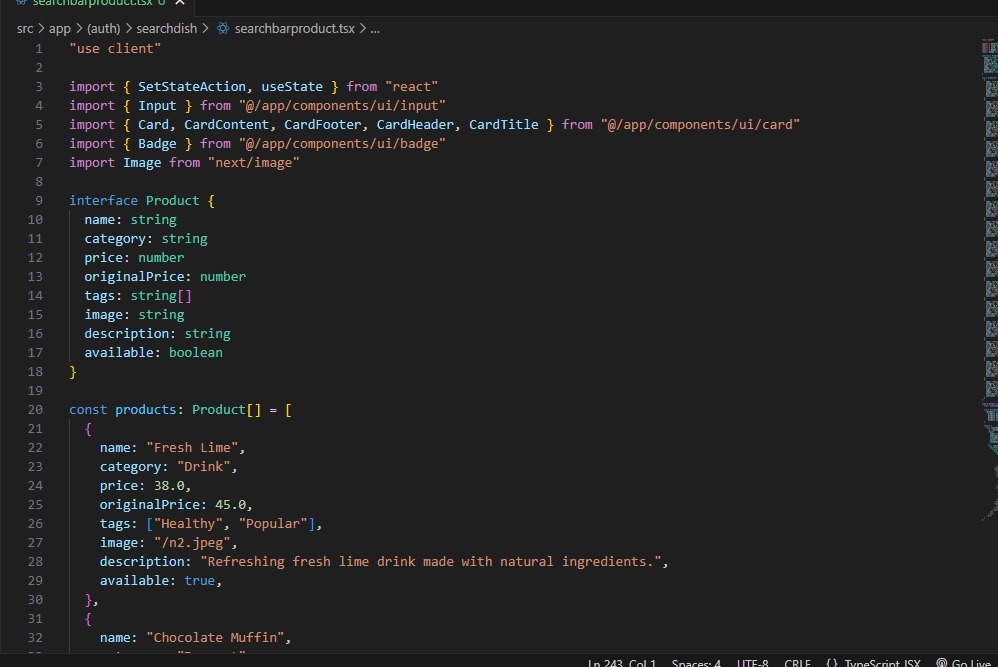 searchbarproduct.tsx U
src > app > (auth) > searchdish > searchbarproduct.tsx > ...
1 "use client"
2
3 import { SetStateAction, useState } from "react"
4 import { Input } from "@/app/components/ui/input"
5 import { Card, CardContent, CardFooter, CardHeader, CardTitle } from "@/app/components/ui/card"
6 import { Badge } from "@/app/components/ui/badge"
7 import Image from "next/image"
8
9 interface Product {
10 name: string
11 category: string
12 price: number
13 originalPrice: number
14 tags: string[]
15 image: string
16 description: string
17 available: boolean
18 }
19
20 const products: Product[] = [
21 {
22 name: "Fresh Lime",
23 category: "Drink",
24 price: 38.0,
25 originalPrice: 45.0,
26 tags: ["Healthy", "Popular"],
27 image: "/n2.jpeg",
28 description: "Refreshing fresh lime drink made with natural ingredients.",
29 available: true,
30 },
31 {
32 name: "Chocolate Muffin",
Ln 243, Col 1 Spaces: 4 UTF-8 CRLF {} TypeScript JSX Go Live